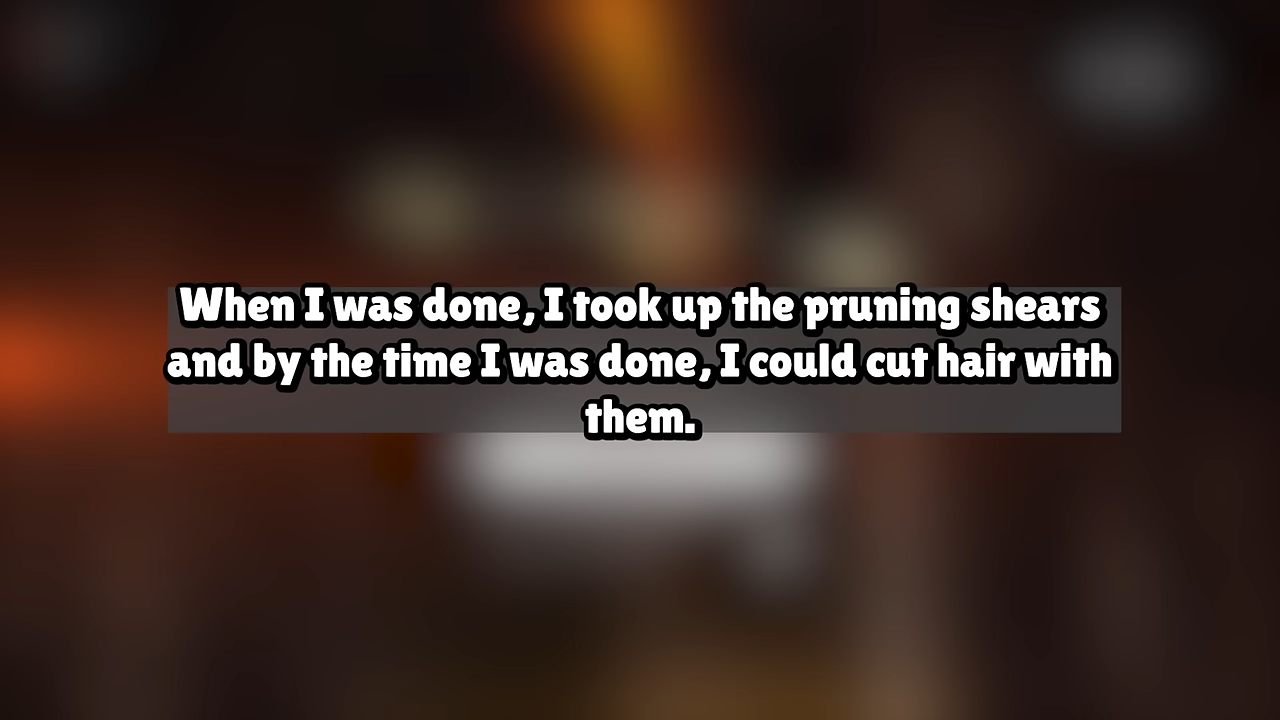 When I was done, I took up the pruning shears
and by the time I was done, I could cut hair with
them.